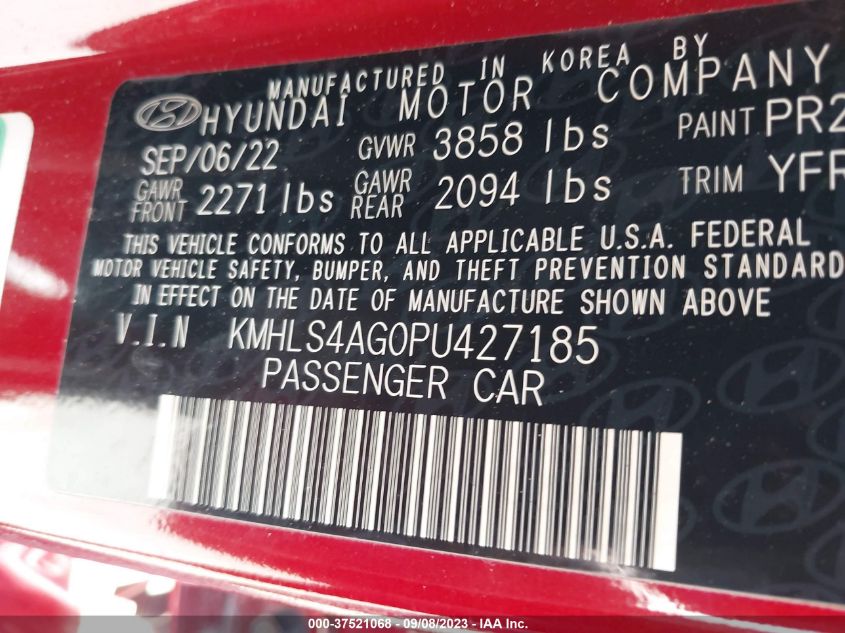 MANUFACTURED IN KOREA BY
HYUNDAI MOTOR COMPANY
SEP/06/22 GVWR 3858 lbs PAINT PR2
GAWR FRONT 2271 lbs GAWR REAR 2094 lbs TRIM YFR
THIS VEHICLE CONFORMS TO ALL APPLICABLE U.S.A. FEDERAL
MOTOR VEHICLE SAFETY, BUMPER, AND THEFT PREVENTION STANDARD
IN EFFECT ON THE DATE OF MANUFACTURE SHOWN ABOVE
V.I.N KMHLS4AG0PU427185
PASSENGER CAR
000-37521068 - 09/08/2023 - IAA Inc.